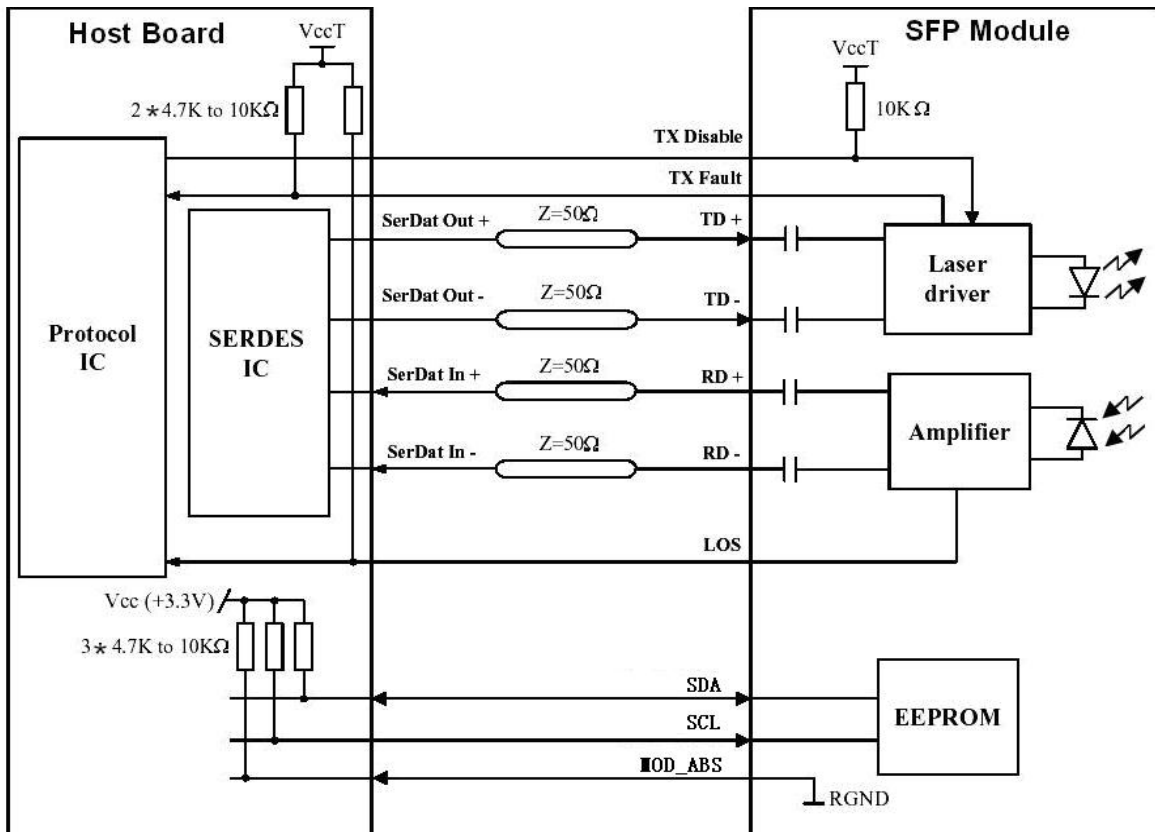 Host Board
SFP Module
VccT
VccT
2*4.7K to 10KΩ
10KΩ
TX Disable
TX Fault
SerDat Out +
Z=50Ω
TD +
Laser
driver
SerDat Out -
Z=50Ω
TD -
Protocol
IC
SERDES
IC
SerDat In +
Z=50Ω
RD +
Amplifier
SerDat In -
Z=50Ω
RD -
LOS
Vcc (+3.3V)
3*4.7K to 10KΩ
SDA
EEPROM
SCL
MOD_ABS
RGND